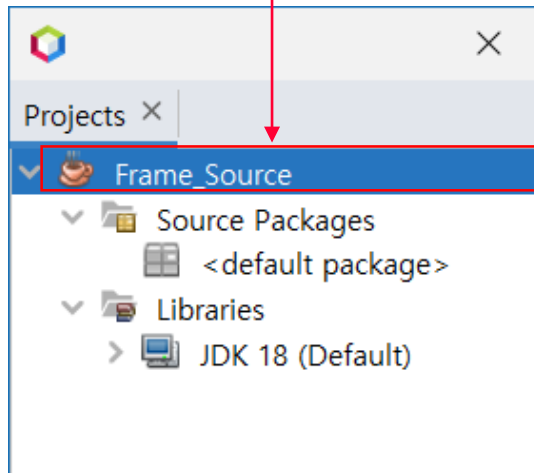 Projects
Frame_Source
Source Packages
<default package>
Libraries
JDK 18 (Default)